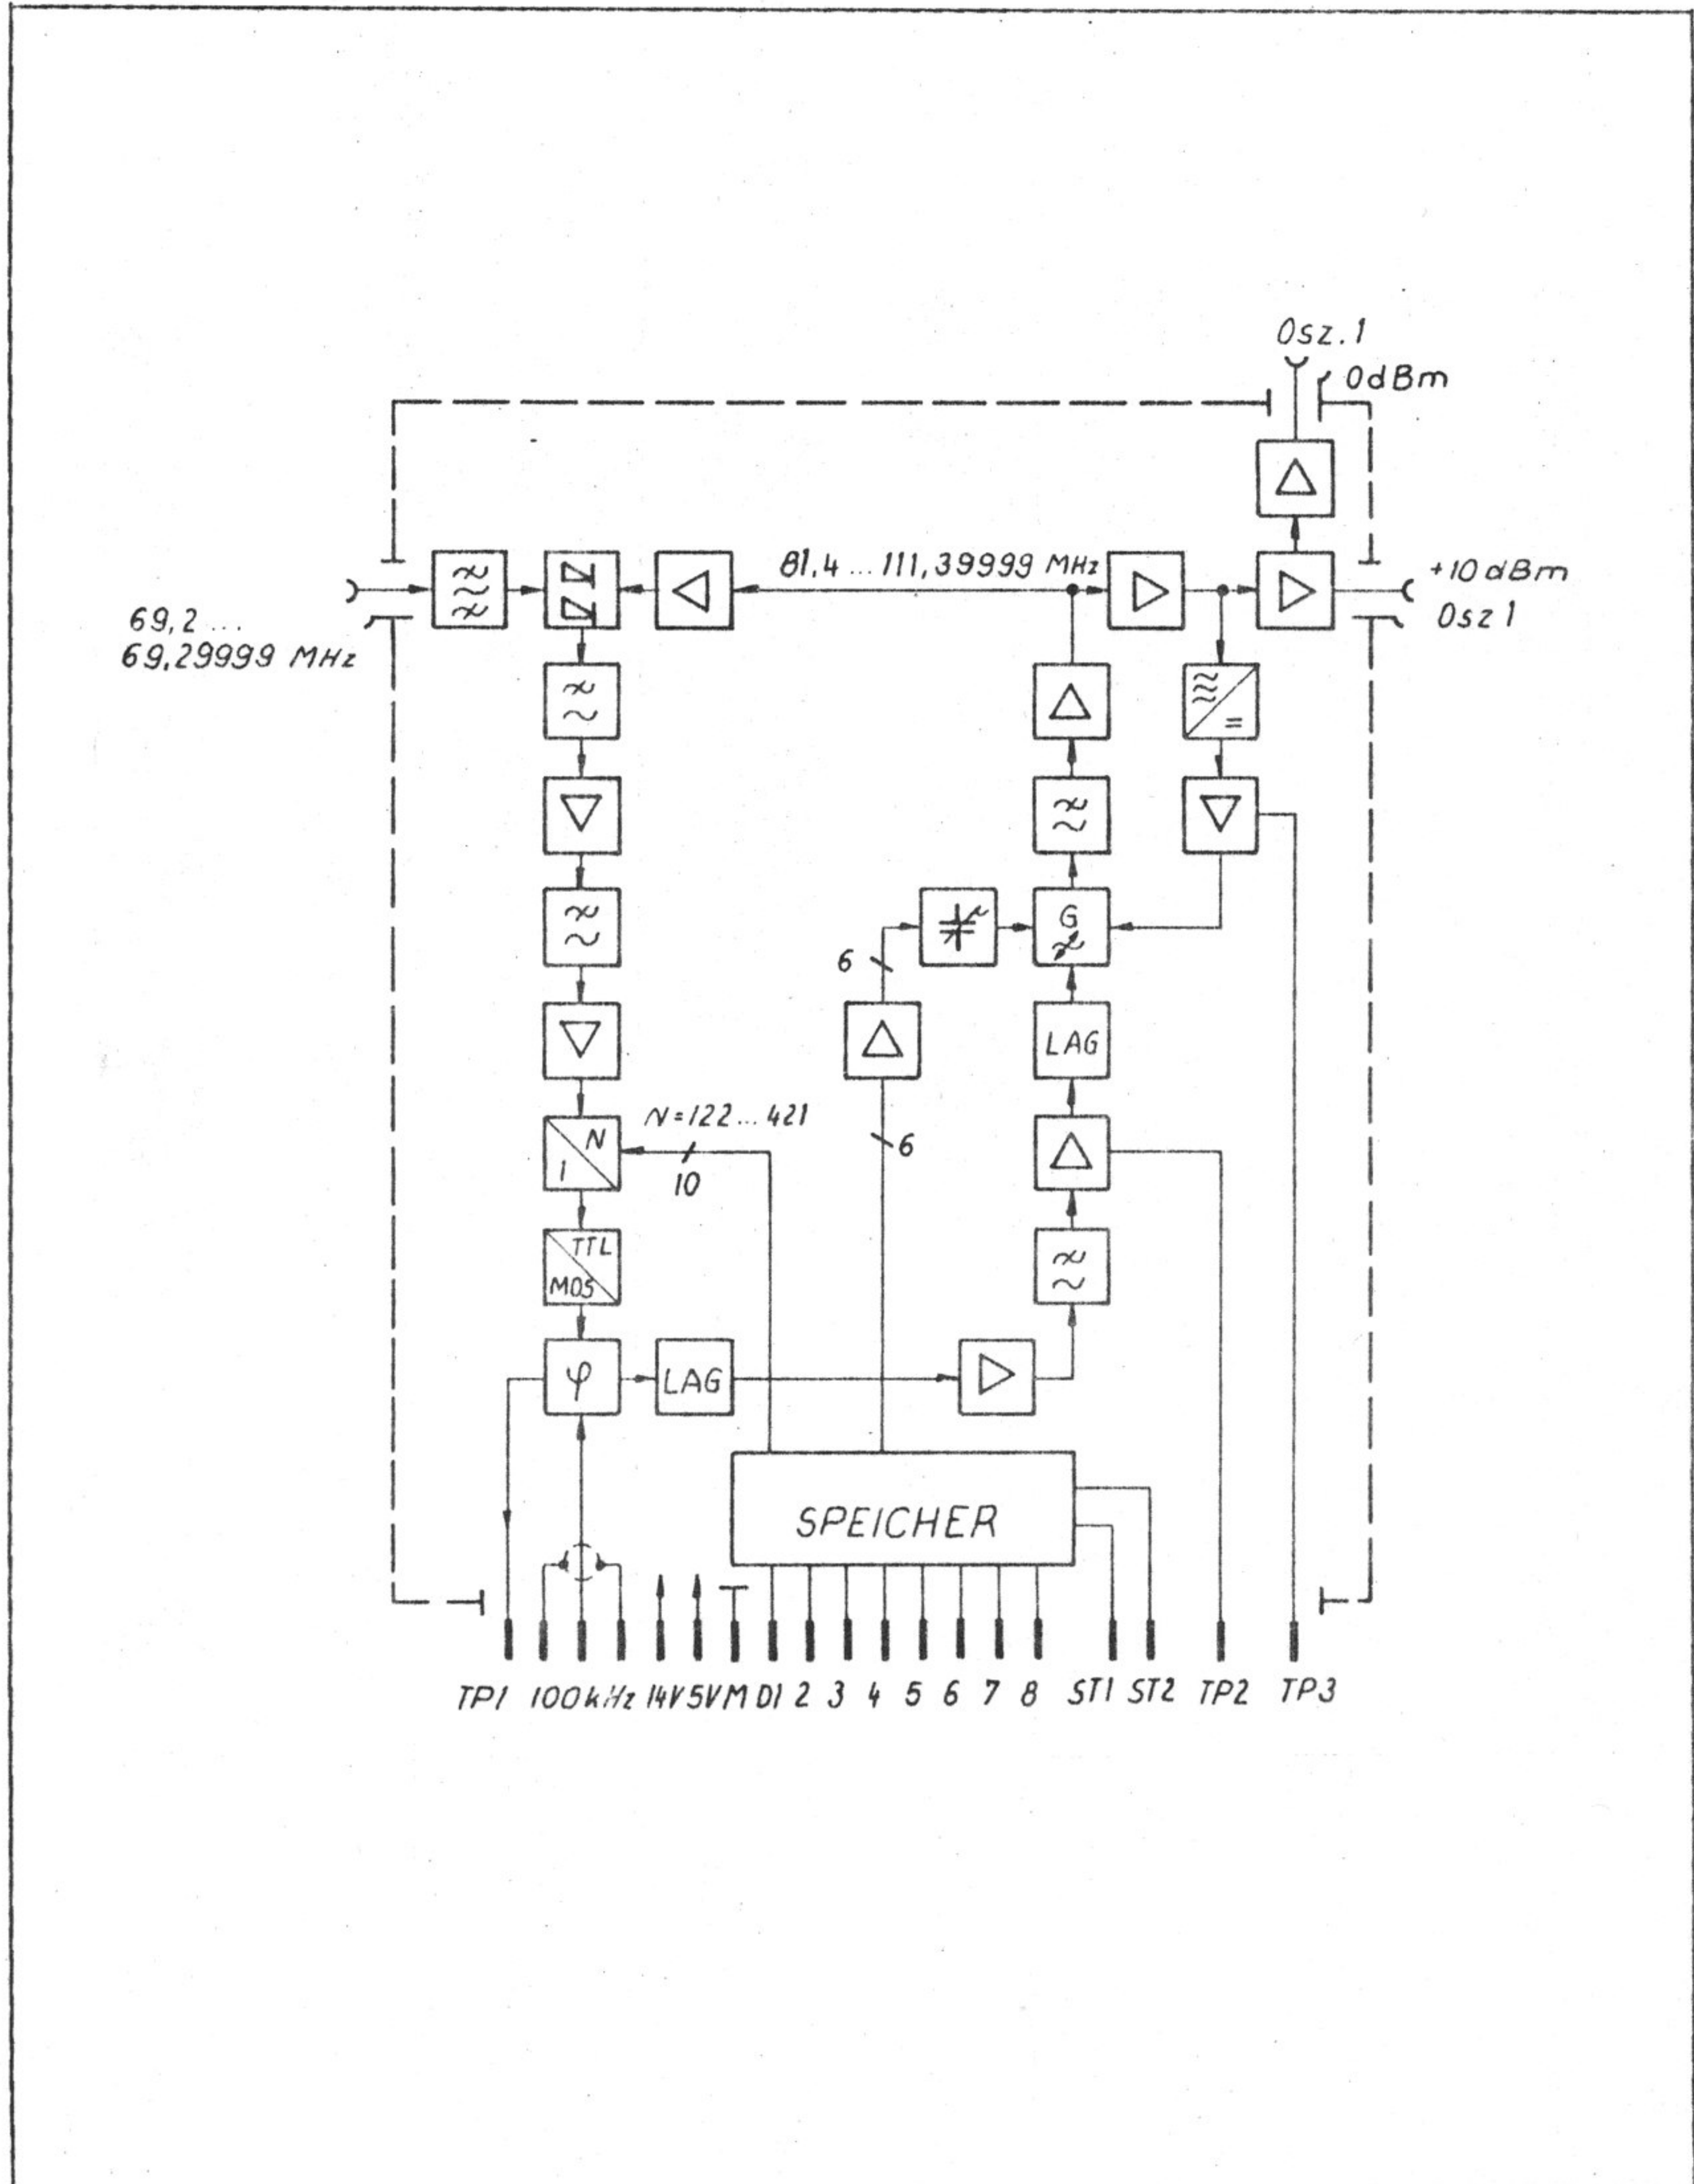 Osz.1
0dBm
81,4 ... 111,39999 MHz
+10 dBm
Osz 1
69,2 ...
69,29999 MHz
G
6
LAG
N=122 ... 421
N
1
10
6
TTL
MOS
φ
LAG
SPEICHER
TP1 100kHz 14V 5V M D1 2 3 4 5 6 7 8 ST1 ST2 TP2 TP3